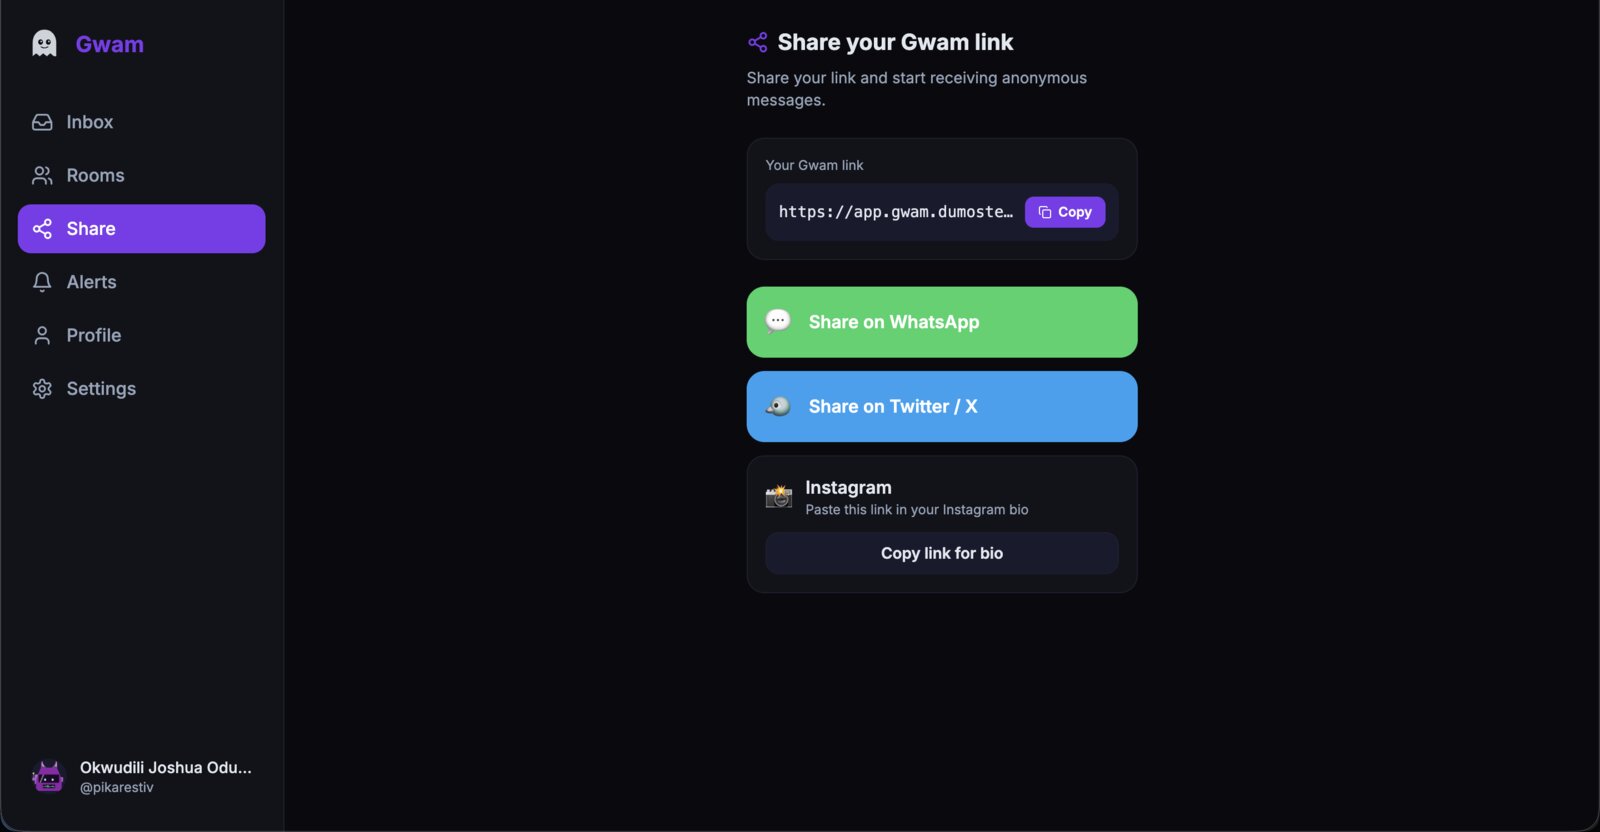 Gwam
Inbox
Rooms
Share
Alerts
Profile
Settings
Okwudili Joshua Odu...
@pikarestiv
Share your Gwam link
Share your link and start receiving anonymous
messages.
Your Gwam link
https://app.gwam.dumoste…
Copy
Share on WhatsApp
Share on Twitter / X
Instagram
Paste this link in your Instagram bio
Copy link for bio